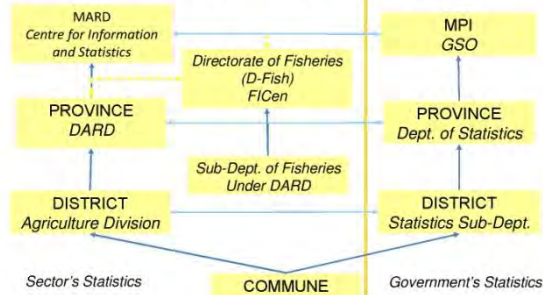 MARD
Centre for Information
and Statistics
MPI
GSO
Directorate of Fisheries
(D-Fish)
FICen
PROVINCE
DARD
PROVINCE
Dept. of Statistics
Sub-Dept. of Fisheries
Under DARD
DISTRICT
Agriculture Division
DISTRICT
Statistics Sub-Dept.
Sector's Statistics
COMMUNE
Government's Statistics